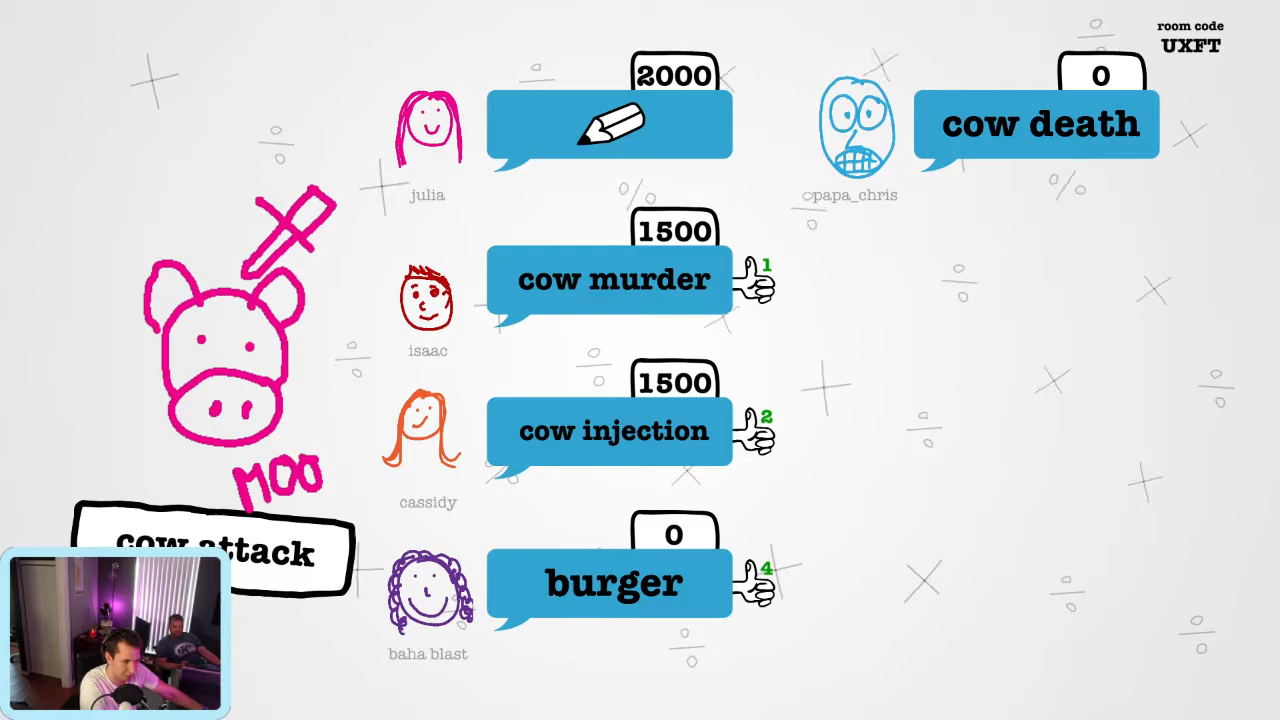 room code
UXFT
2000
julia
0
cow death
papa_chris
1500
cow murder
1
isaac
1500
cow injection
2
cassidy
MOO
cow attack
0
burger
4
baha blast